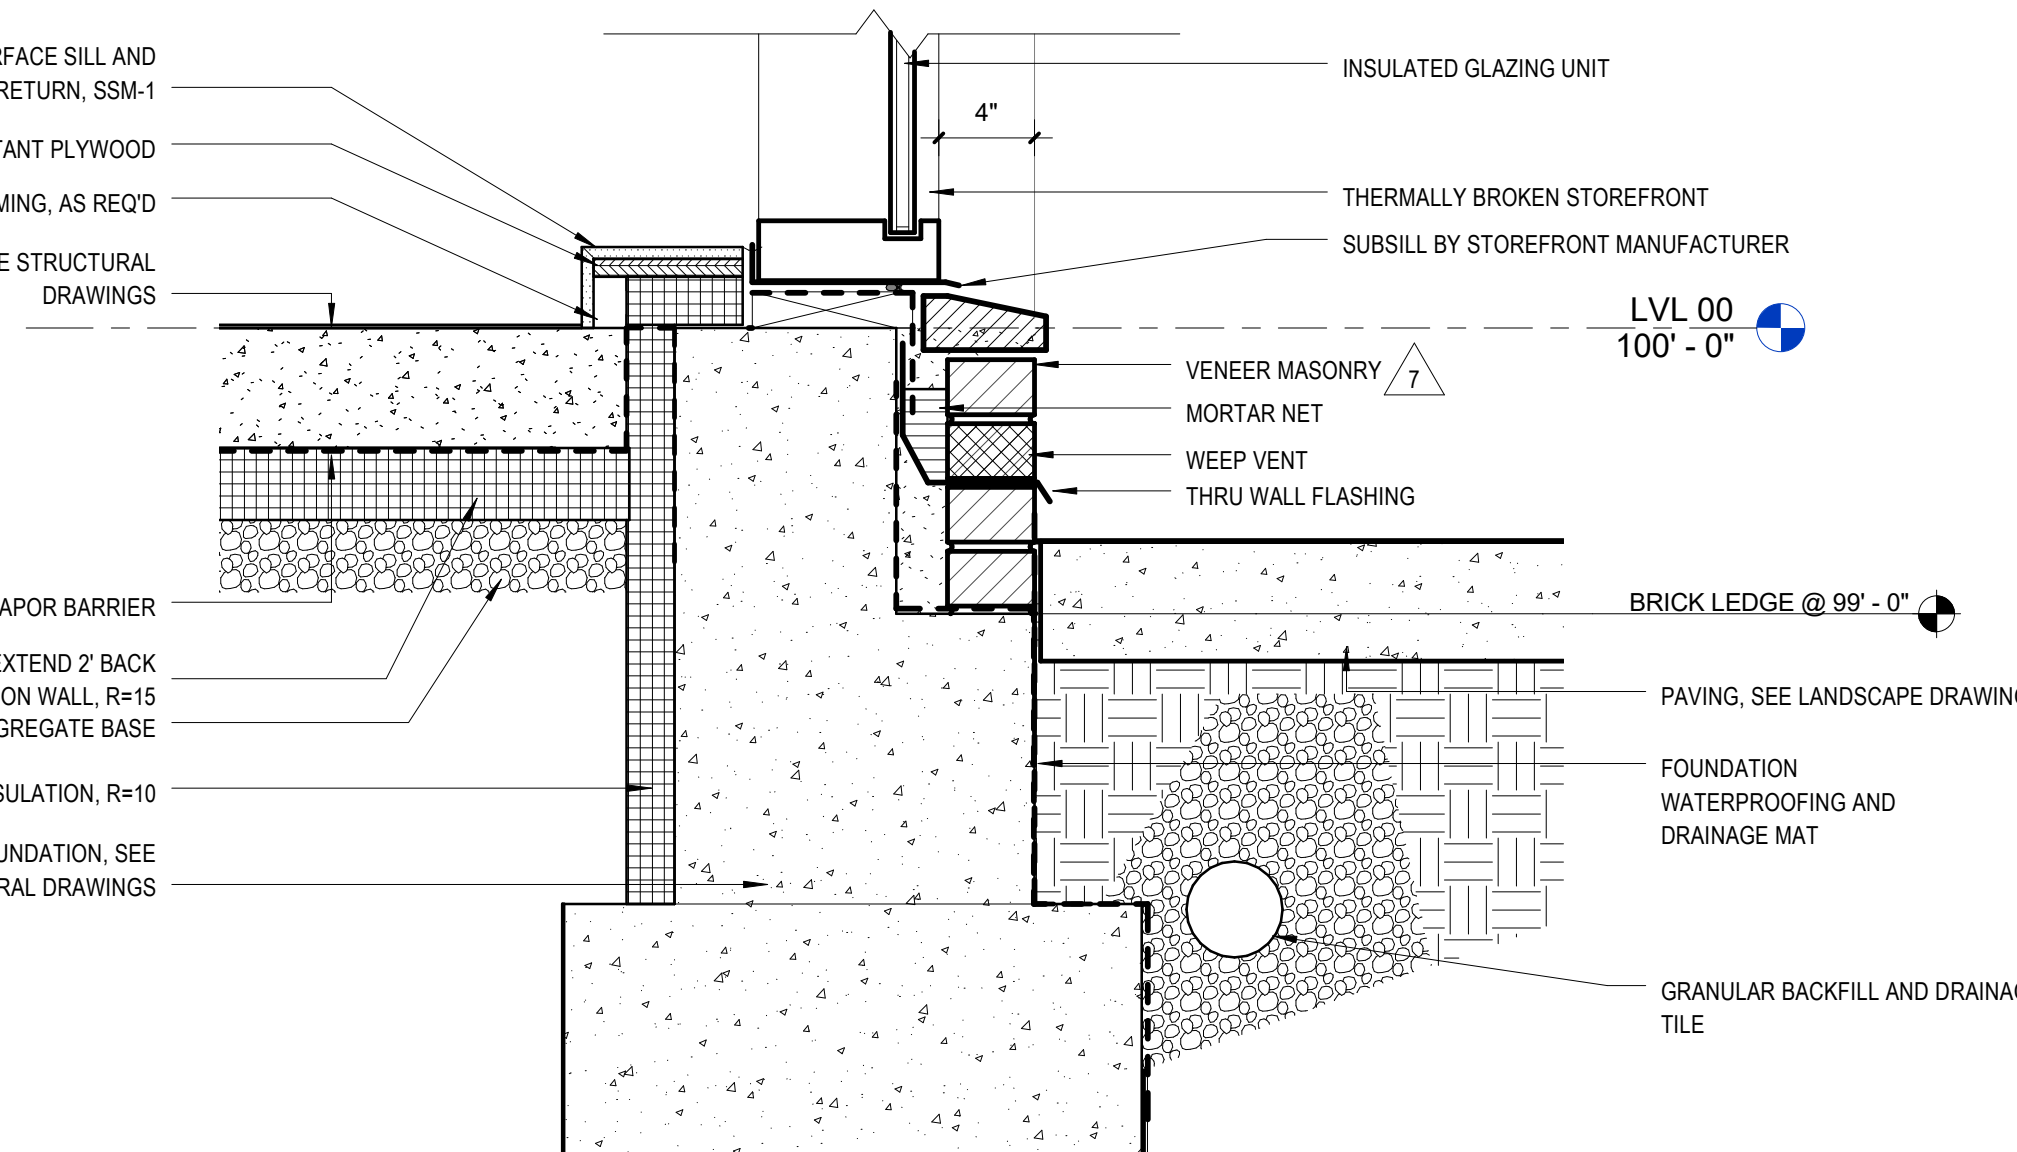 RFACE SILL AND
RETURN, SSM-1
TANT PLYWOOD
MING, AS REQ'D
E STRUCTURAL
DRAWINGS
APOR BARRIER
EXTEND 2' BACK
ON WALL, R=15
GREGATE BASE
SULATION, R=10
UNDATION, SEE
RAL DRAWINGS
4"
INSULATED GLAZING UNIT
THERMALLY BROKEN STOREFRONT
SUBSILL BY STOREFRONT MANUFACTURER
LVL 00
100' - 0"
VENEER MASONRY
7
MORTAR NET
WEEP VENT
THRU WALL FLASHING
BRICK LEDGE @ 99' - 0"
PAVING, SEE LANDSCAPE DRAWING
FOUNDATION
WATERPROOFING AND
DRAINAGE MAT
GRANULAR BACKFILL AND DRAINAG
TILE